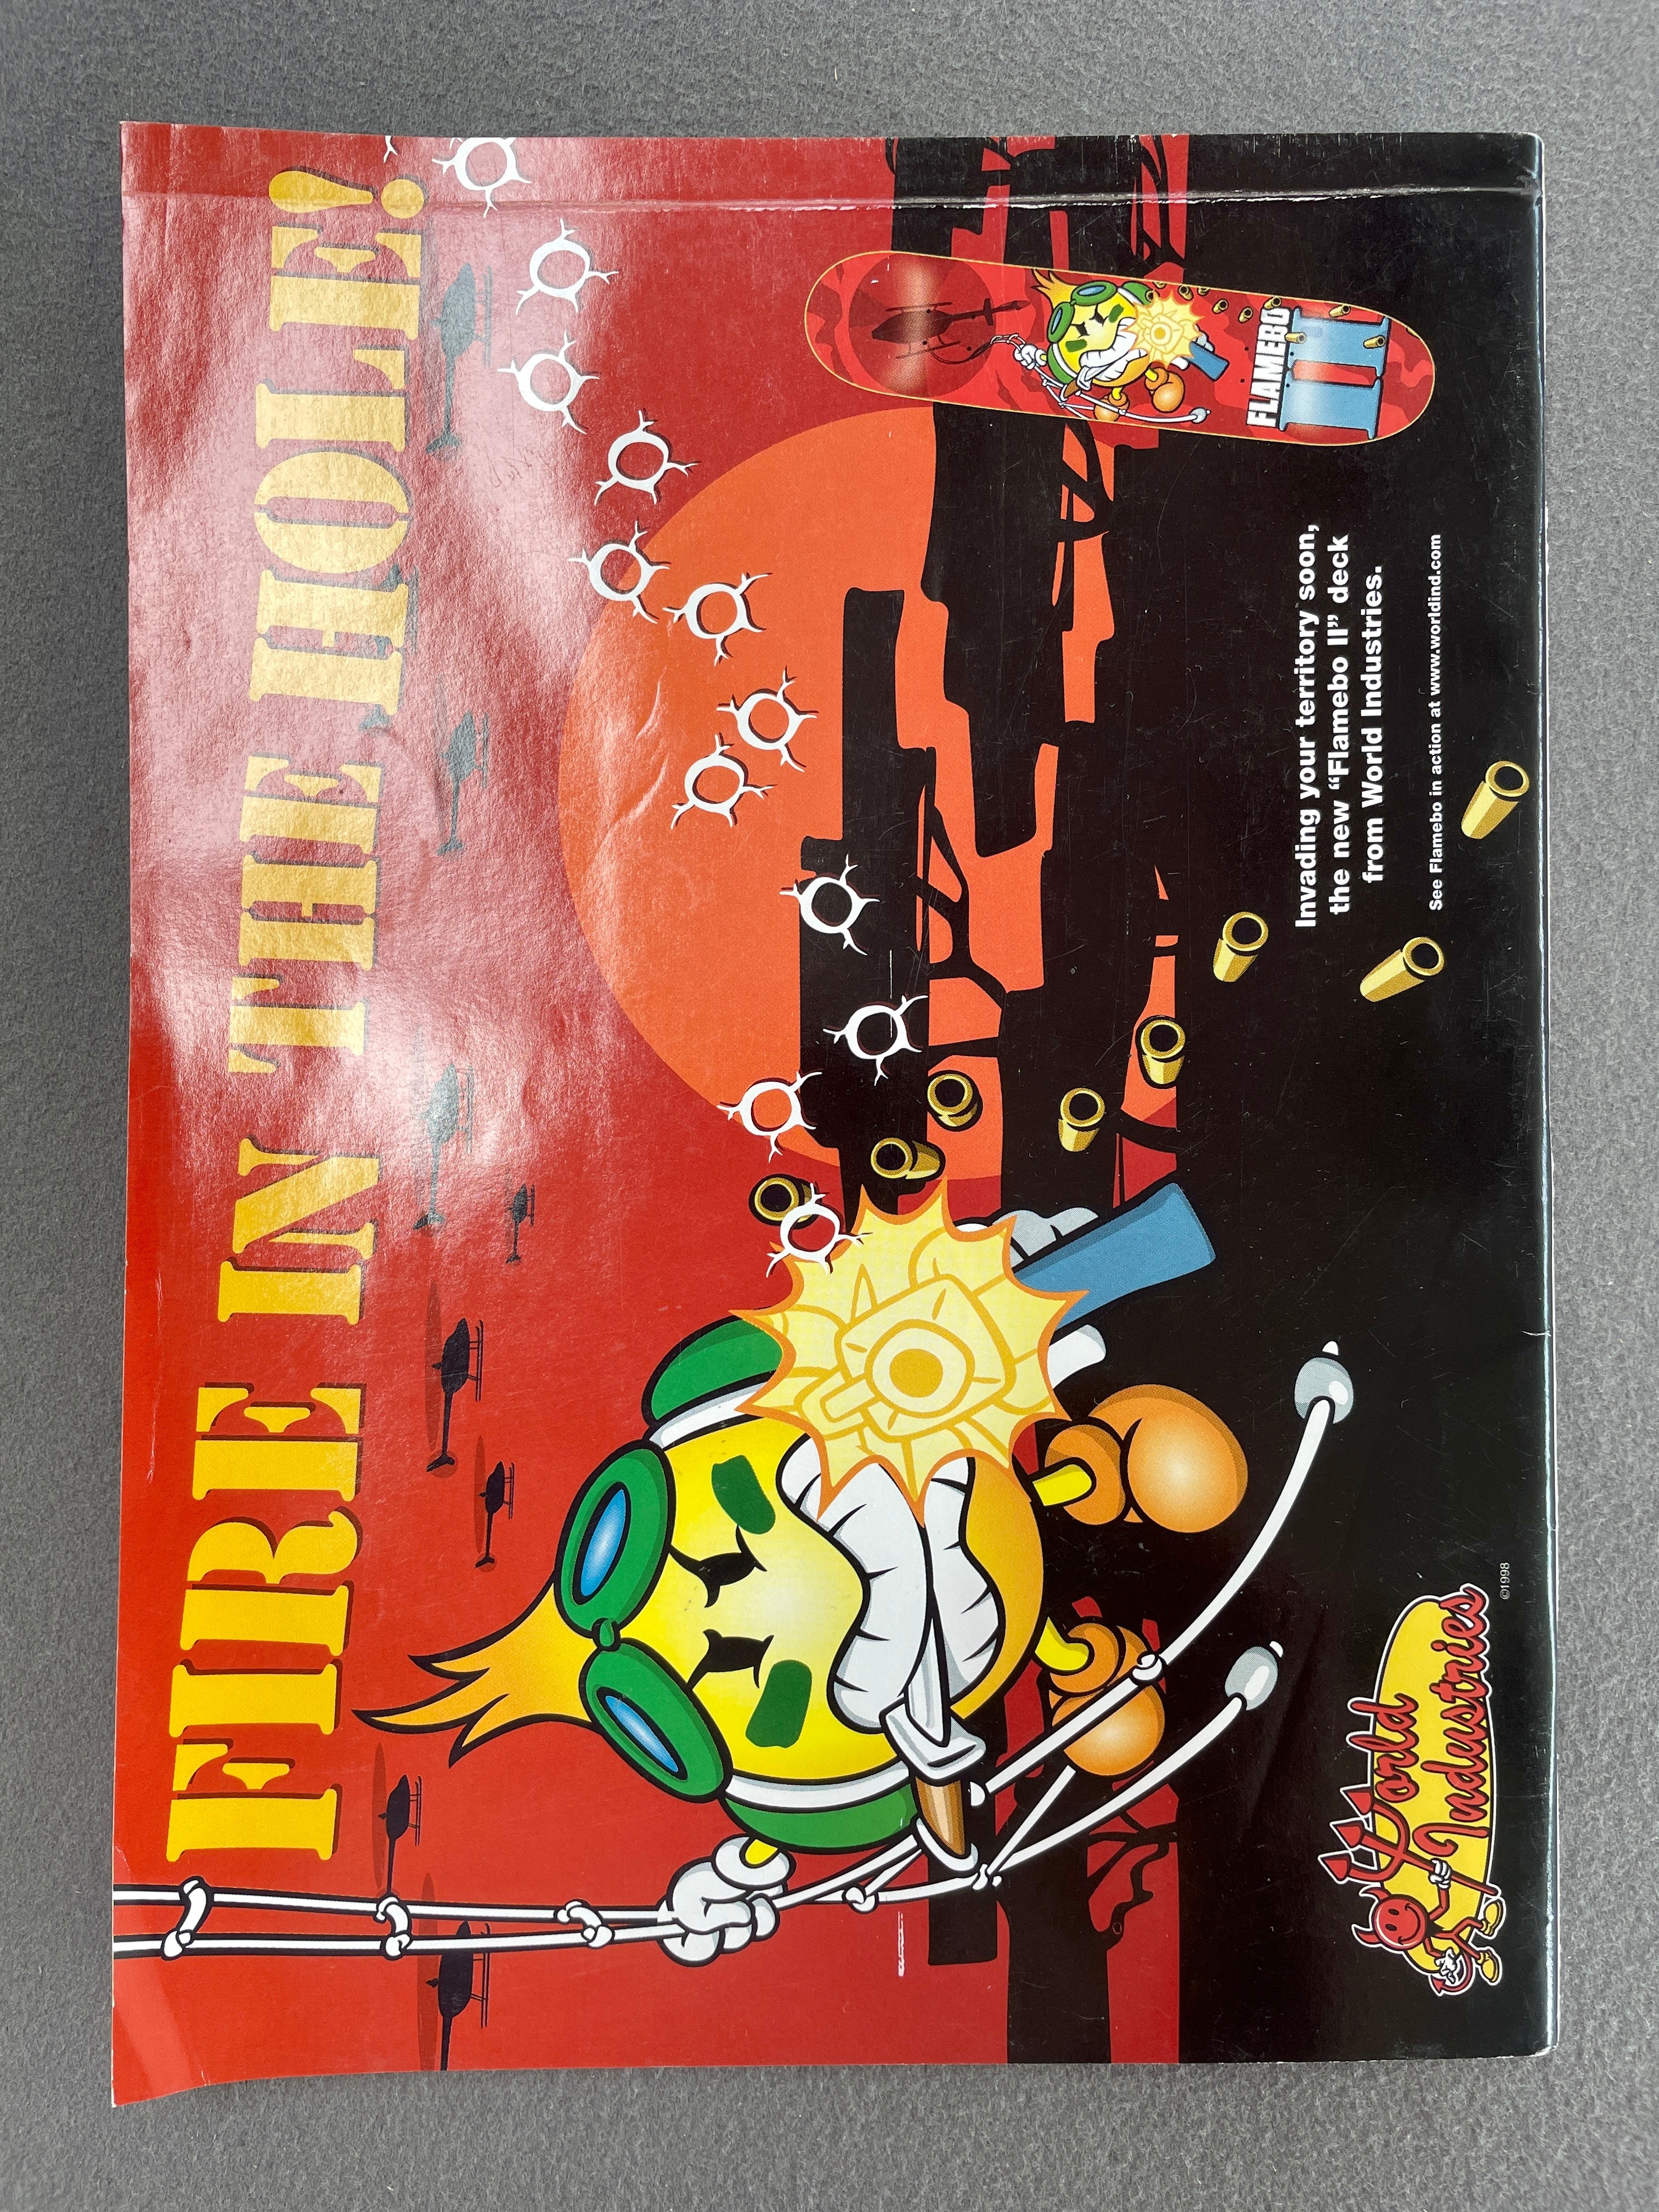 FIRE IN THE HOLE!
FLAMEBO
II
Invading your territory soon,
the new “Flamebo II” deck
from World Industries.
See Flamebo in action at www.worldind.com
World
Industries
©1998